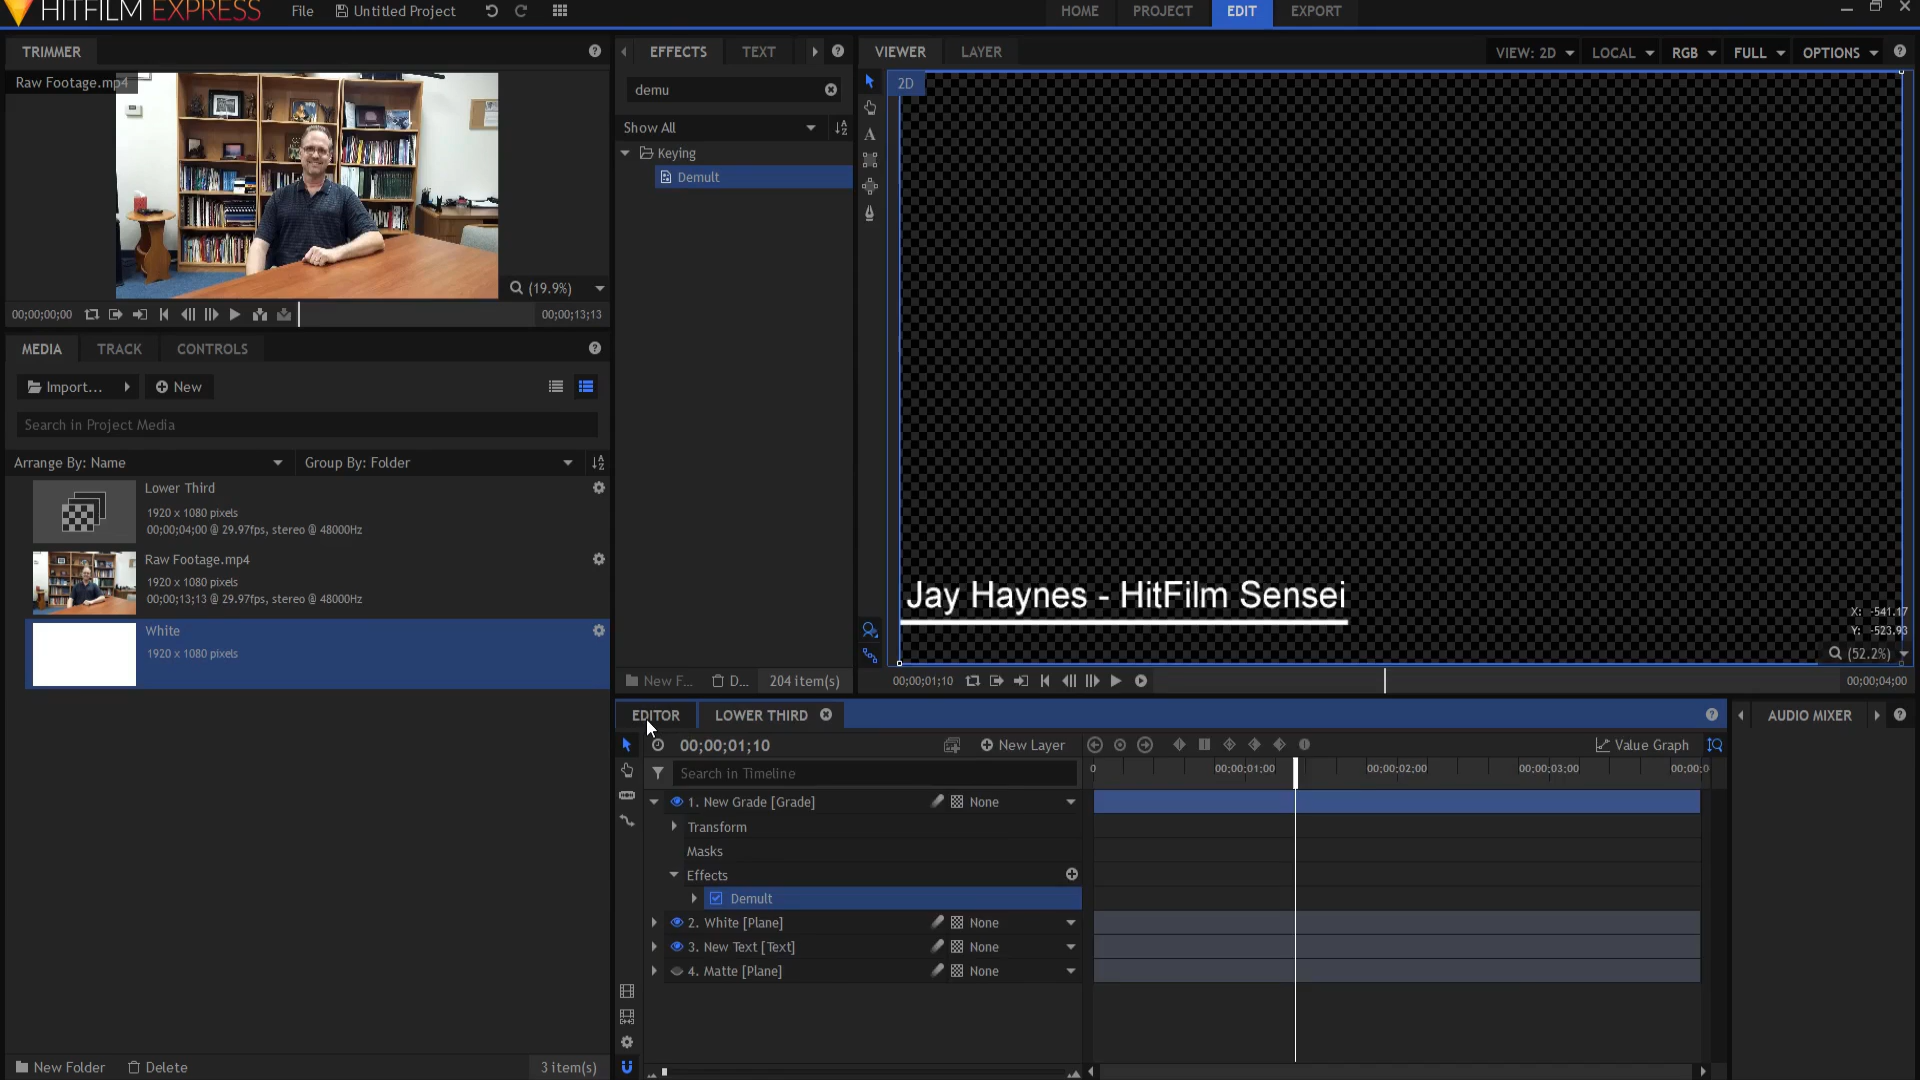 HITFILM EXPRESS
File
Untitled Project
HOME
PROJECT
EDIT
EXPORT
TRIMMER
Raw Footage.mp4
(19.9%)
00;00;00;00
00;00;13;13
MEDIA
TRACK
CONTROLS
Import...
New
Search in Project Media
Arrange By: Name
Group By: Folder
Lower Third
1920 x 1080 pixels
00;00;04;00 @ 29.97fps, stereo @ 48000Hz
Raw Footage.mp4
1920 x 1080 pixels
00;00;13;13 @ 29.97fps, stereo @ 48000Hz
White
1920 x 1080 pixels
New Folder
Delete
3 item(s)
EFFECTS
TEXT
demu
Show All
Keying
Demult
New F...
D...
204 item(s)
VIEWER
LAYER
VIEW: 2D
LOCAL
RGB
FULL
OPTIONS
2D
Jay Haynes - HitFilm Sensei
X: -541.17
Y: -523.93
(52.2%)
00;00;01;10
00;00;04;00
EDITOR
LOWER THIRD
00;00;01;10
New Layer
Value Graph
Search in Timeline
0
00;00;01;00
00;00;02;00
00;00;03;00
00;00;0
1. New Grade [Grade]
None
Transform
Masks
Effects
Demult
2. White [Plane]
None
3. New Text [Text]
None
4. Matte [Plane]
None
AUDIO MIXER